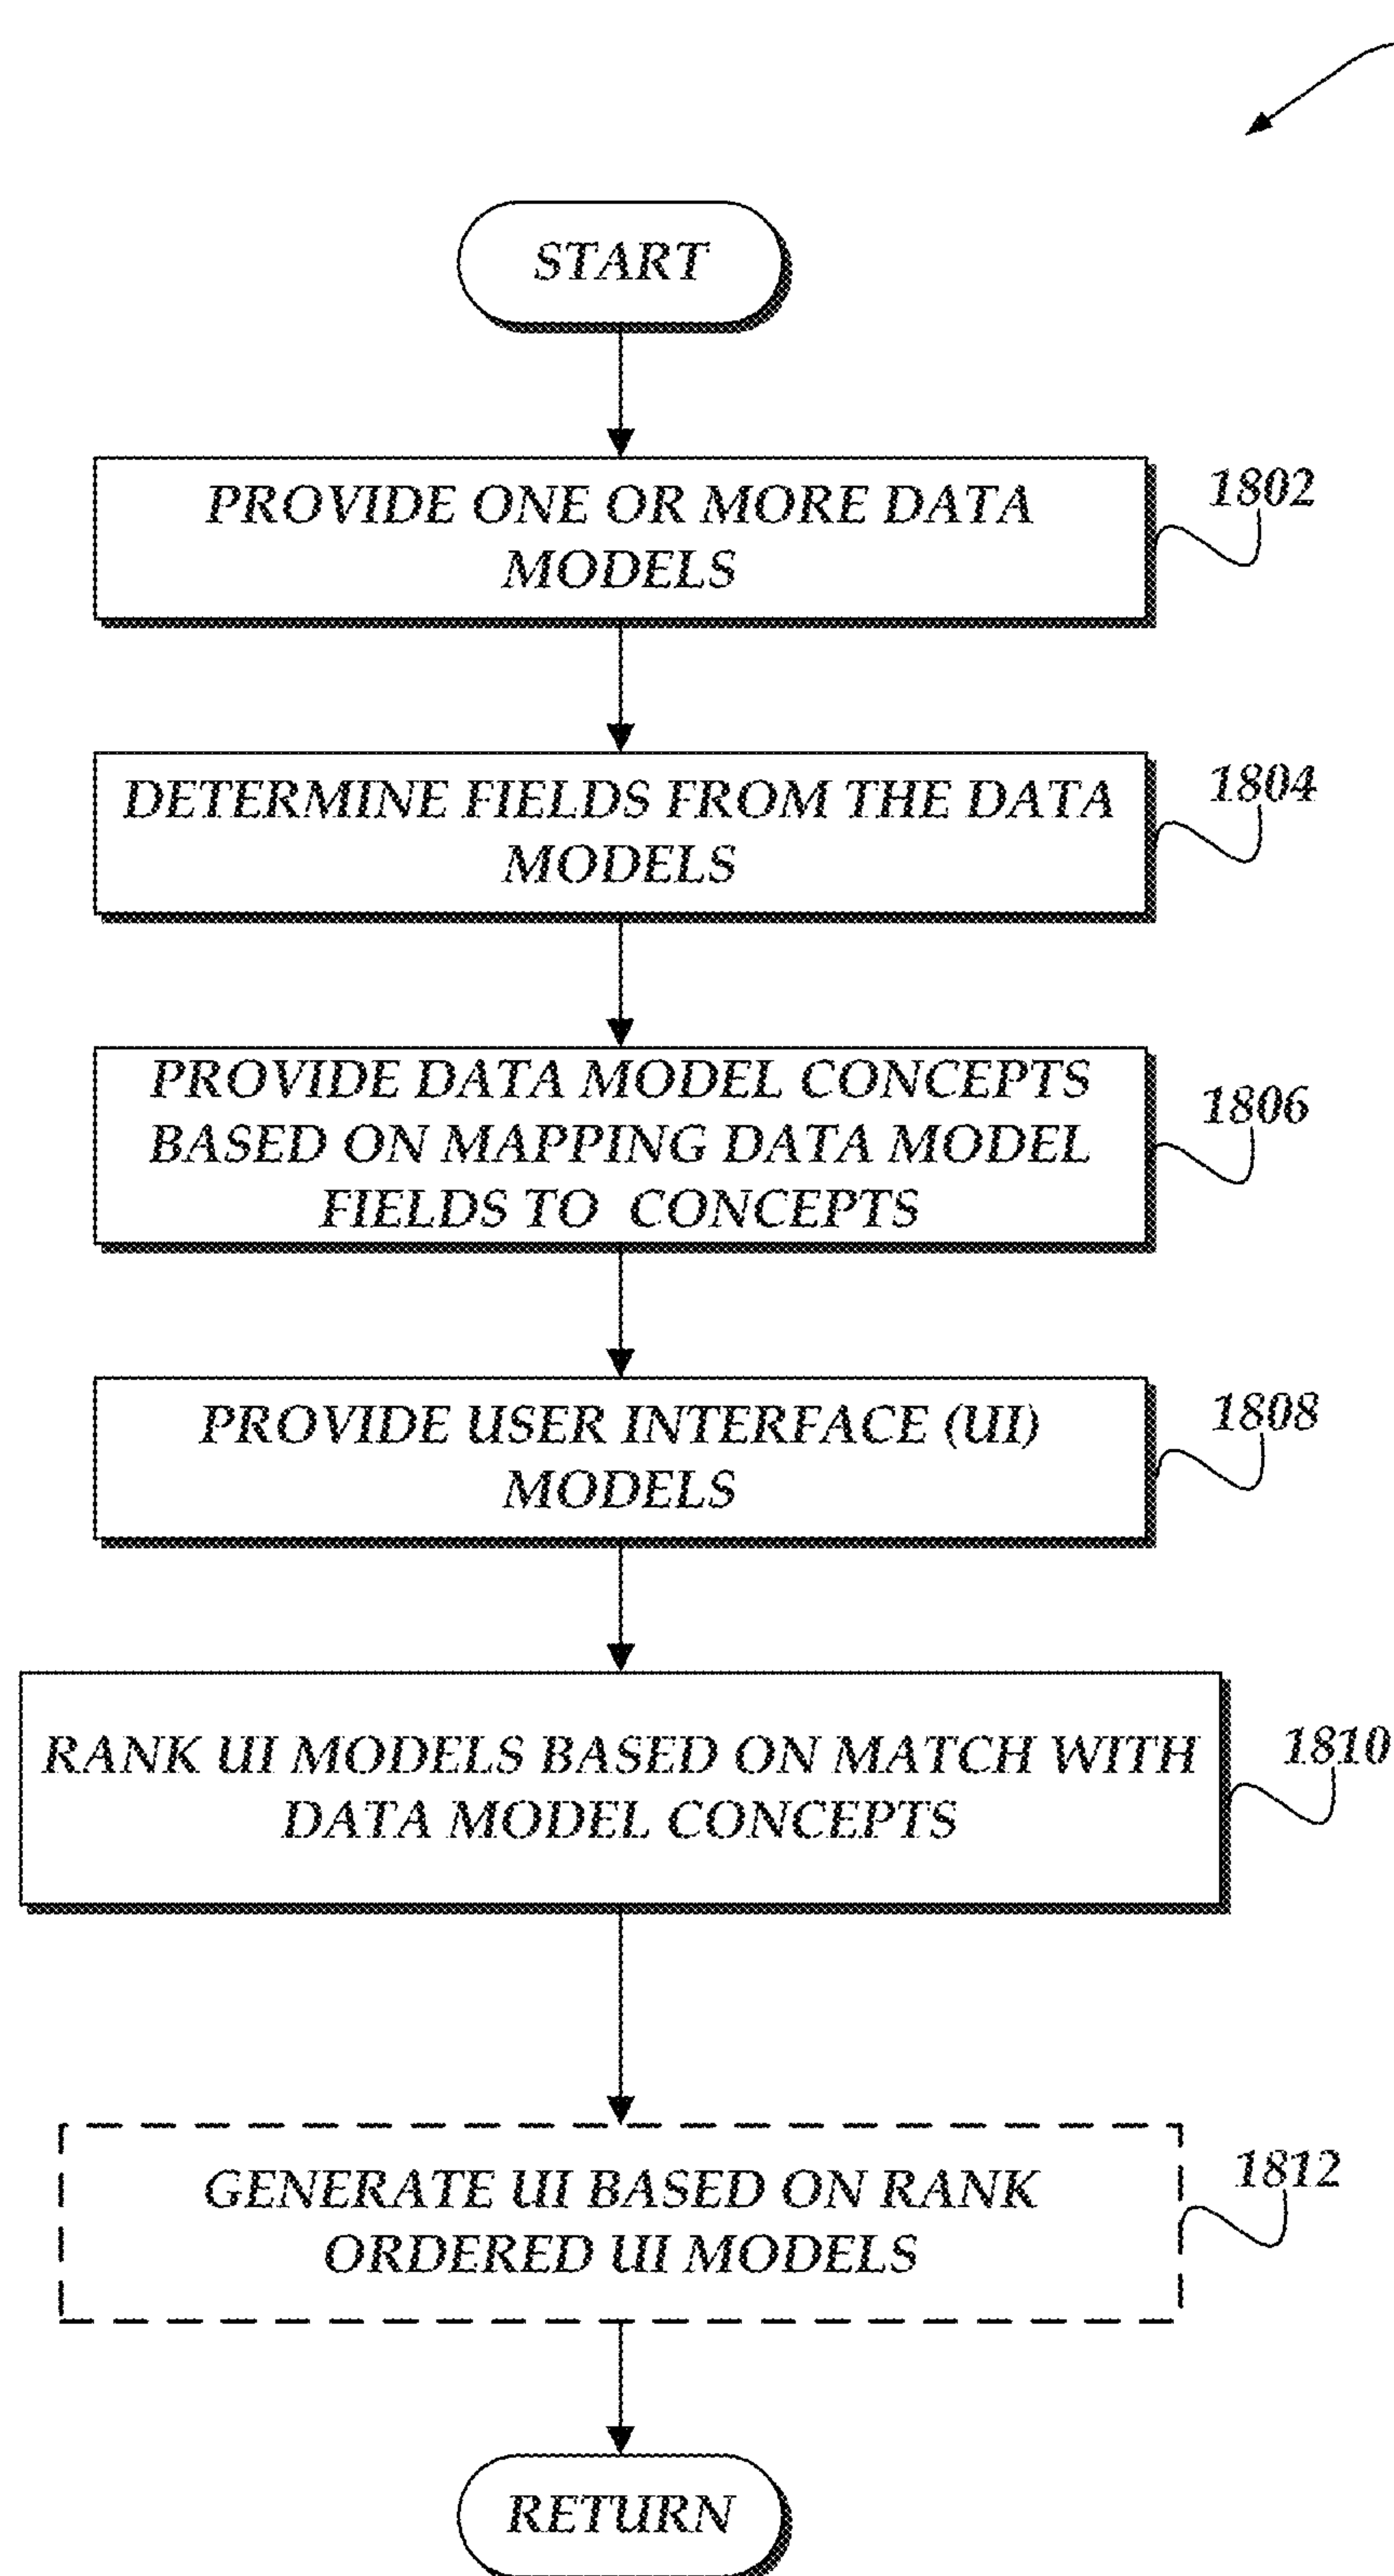 START
PROVIDE ONE OR MORE DATA
MODELS
1802
DETERMINE FIELDS FROM THE DATA
MODELS
1804
PROVIDE DATA MODEL CONCEPTS
BASED ON MAPPING DATA MODEL
FIELDS TO CONCEPTS
1806
PROVIDE USER INTERFACE (UI)
MODELS
1808
RANK UI MODELS BASED ON MATCH WITH
DATA MODEL CONCEPTS
1810
GENERATE UI BASED ON RANK
ORDERED UI MODELS
1812
RETURN